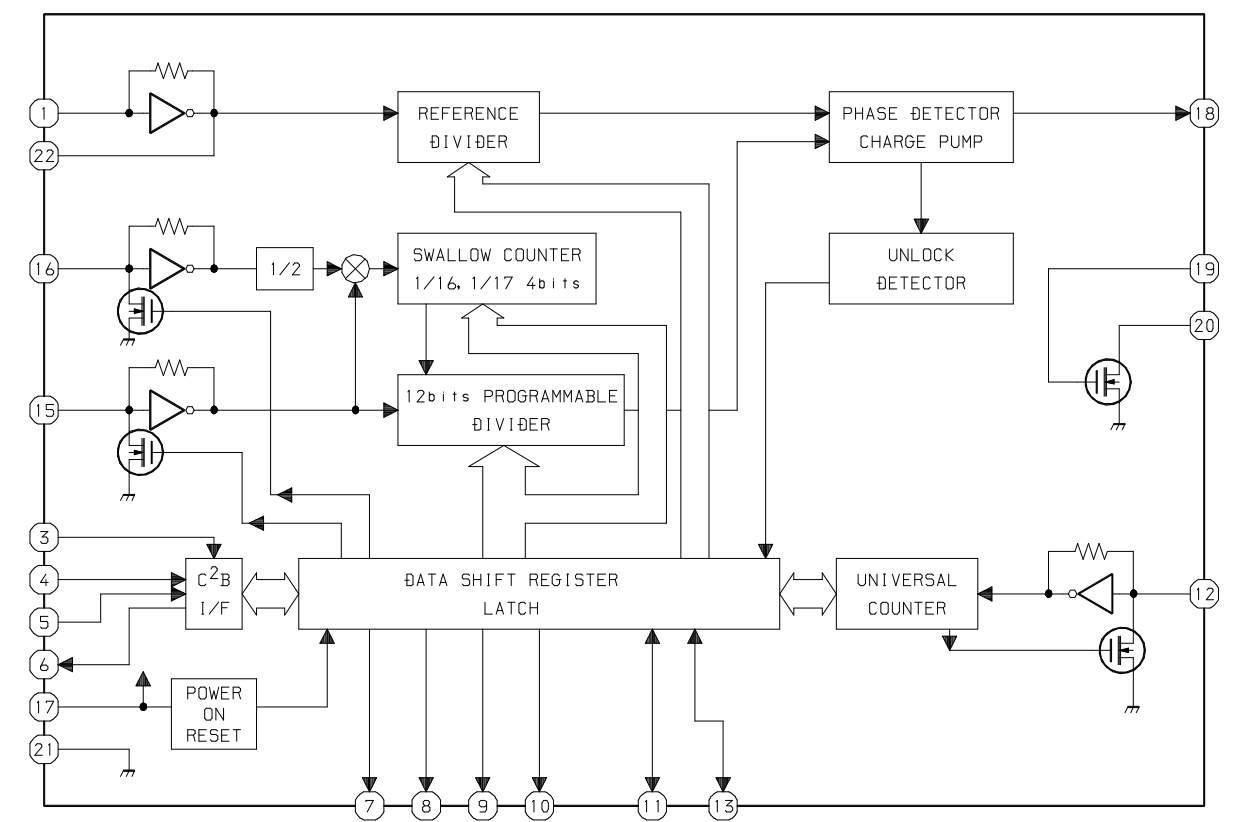 1
REFERENCE
DIVIDER
PHASE DETECTOR
CHARGE PUMP
18
22
16
1/2
SWALLOW COUNTER
1/16, 1/17 4bits
UNLOCK
DETECTOR
19
20
15
12bits PROGRAMMABLE
DIVIDER
3
4
5
6
C²B
I/F
DATA SHIFT REGISTER
LATCH
UNIVERSAL
COUNTER
12
17
POWER
ON
RESET
21
7
8
9
10
11
13